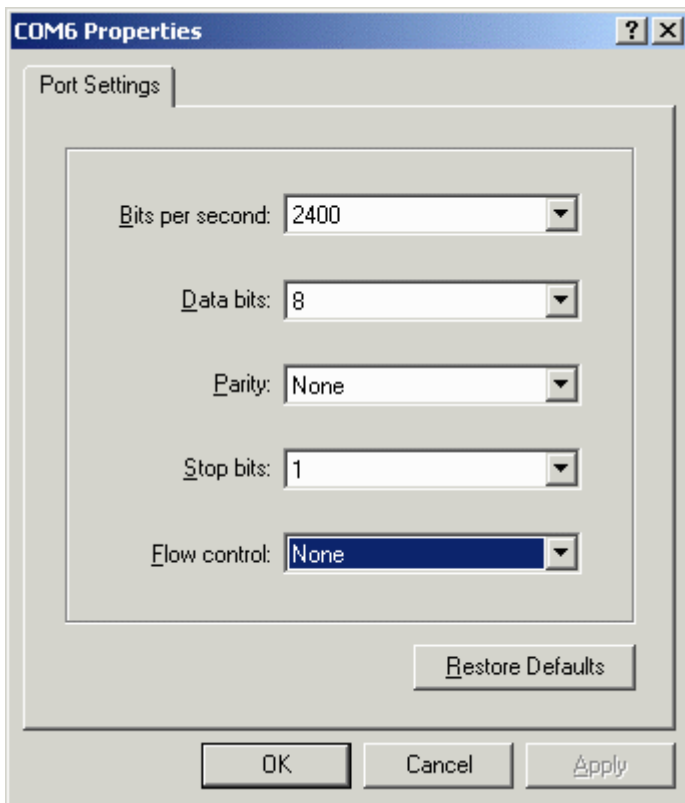 COM6 Properties
Port Settings
Bits per second: 2400
Data bits: 8
Parity: None
Stop bits: 1
Flow control: None
Restore Defaults
OK Cancel Apply